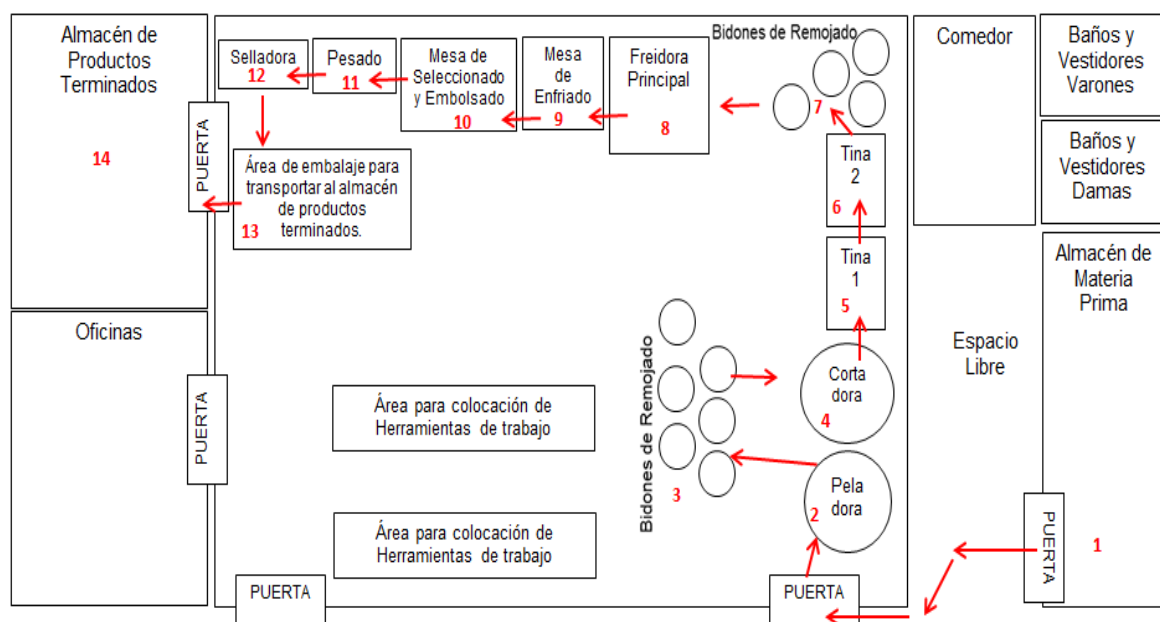 Almacén de
Productos
Terminados
14
PUERTA
Oficinas
PUERTA
Selladora
12
Pesado
11
Mesa de
Seleccionado
y Embolsado
10
Mesa
de
Enfriado
9
Freidora
Principal
8
Bidones de Remojado
7
Tina
2
6
Tina
1
5
Corta
dora
4
Pela
dora
2
Bidones de Remojado
3
Área de embalaje para
transportar al almacén
de productos
terminados.
13
Área para colocación de
Herramientas de trabajo
Área para colocación de
Herramientas de trabajo
PUERTA
PUERTA
Comedor
Espacio
Libre
Baños y
Vestidores
Varones
Baños y
Vestidores
Damas
Almacén de
Materia
Prima
PUERTA
1